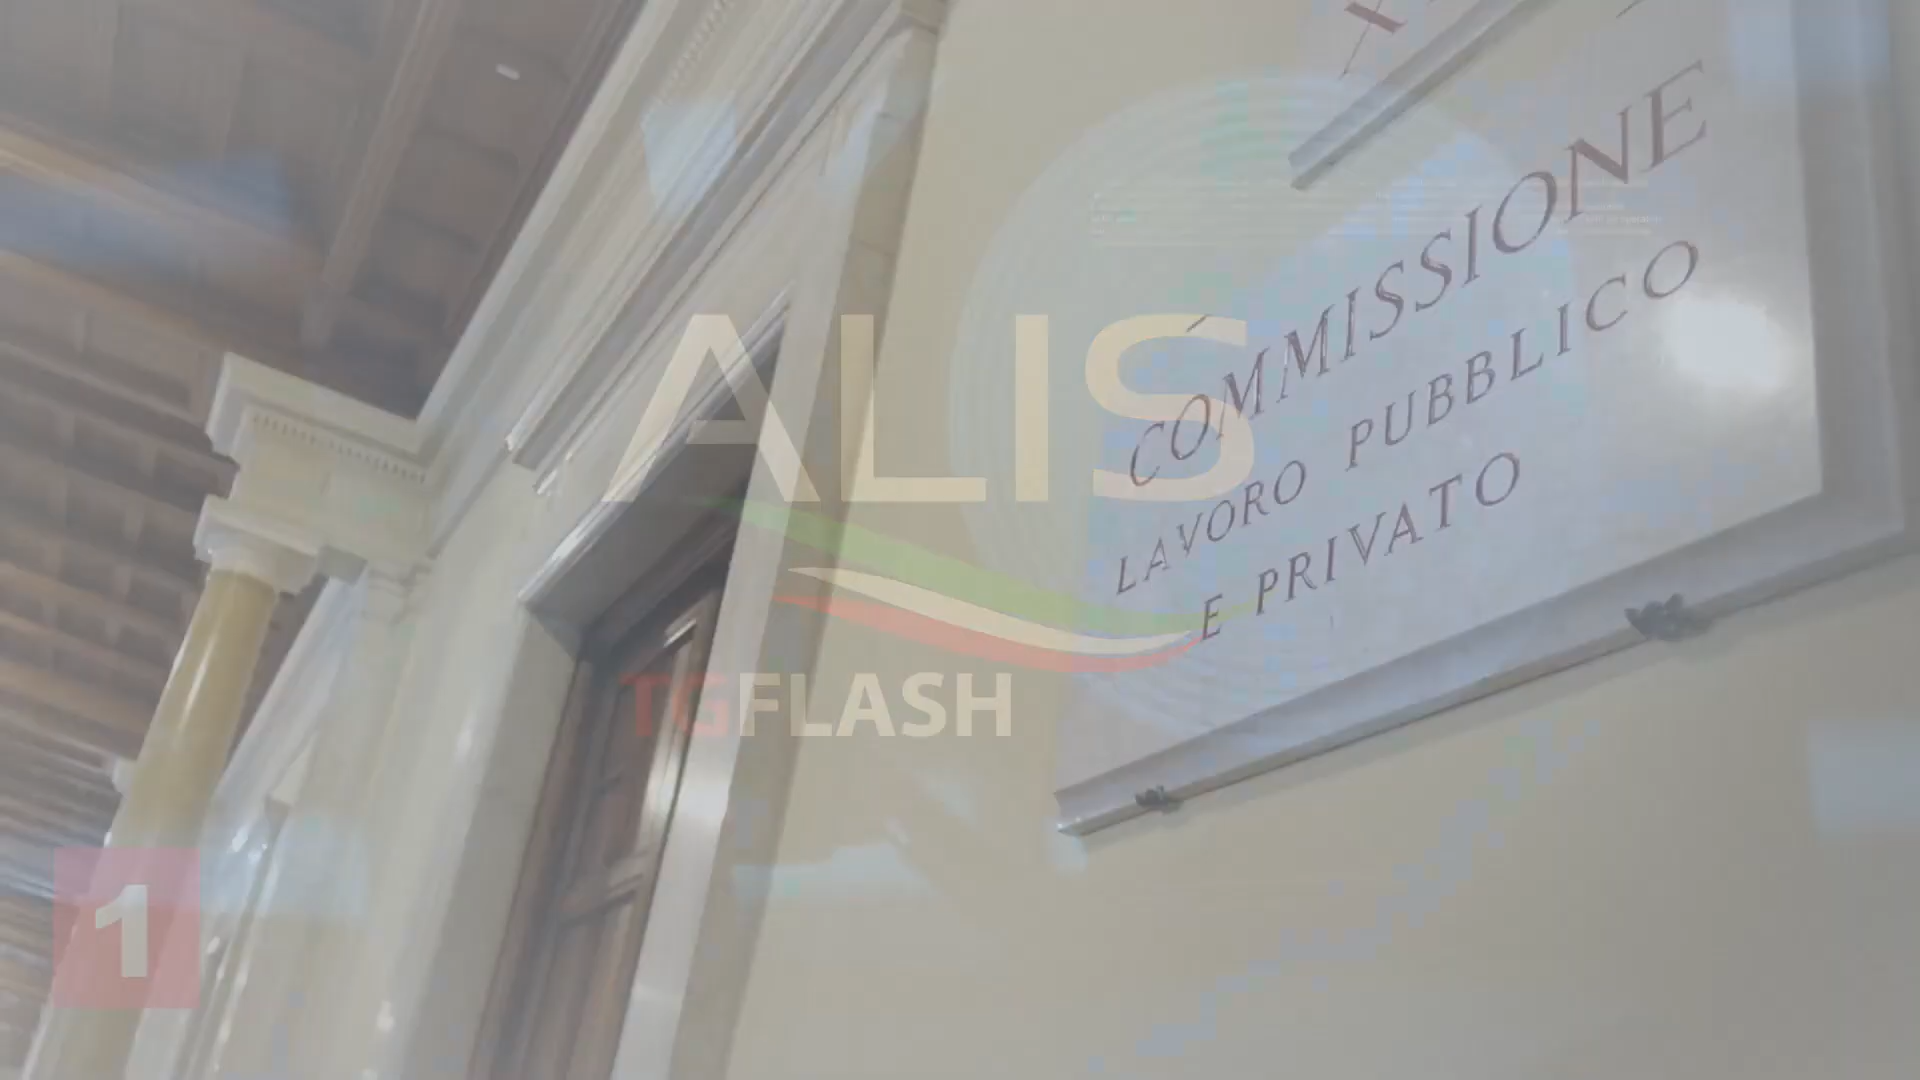 X
COMMISSIONE
LAVORO PUBBLICO
E PRIVATO
ALIS
TGFLASH
1